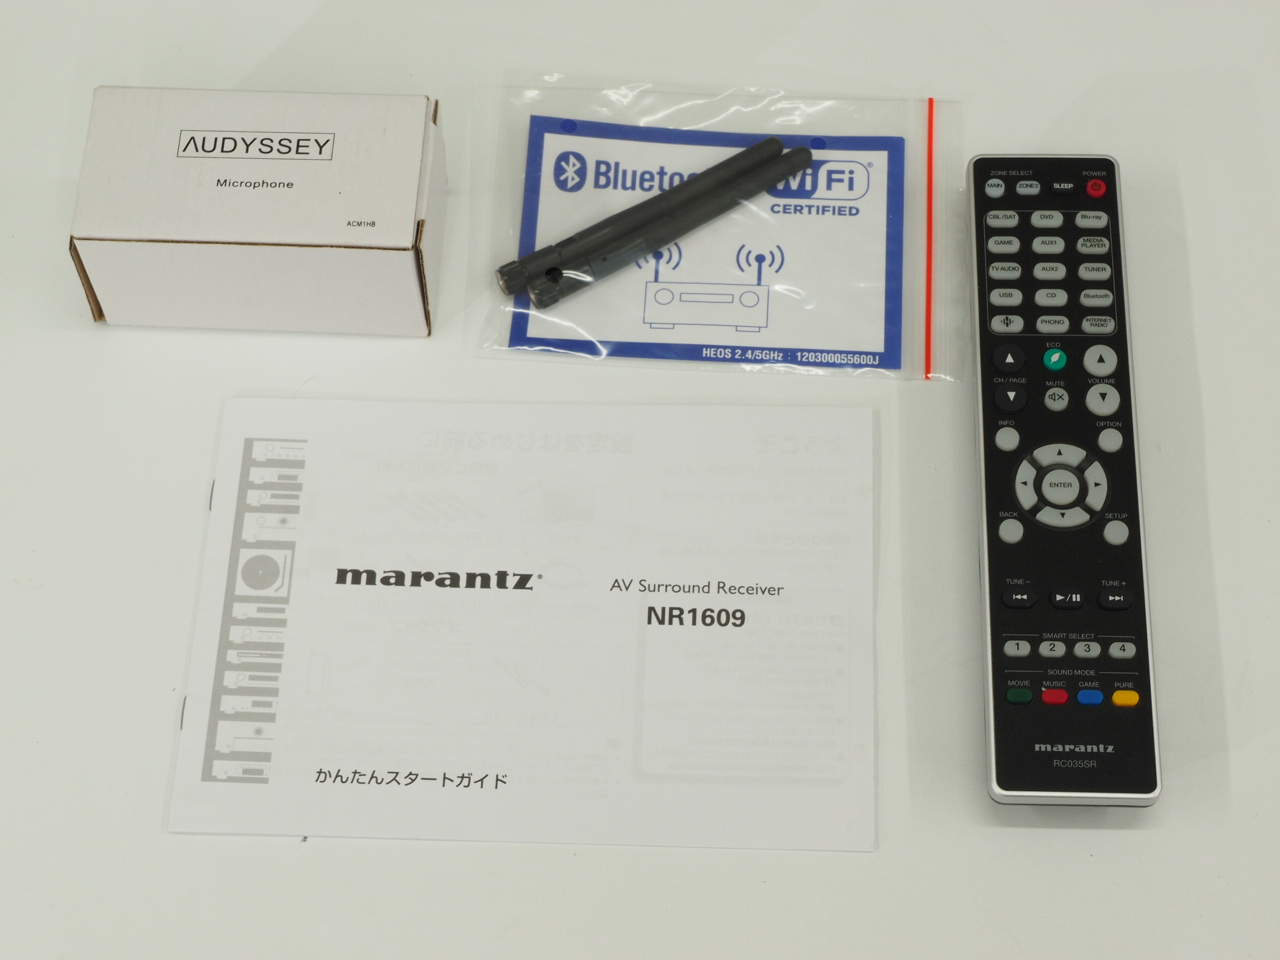 AUDYSSEY
Microphone
ACM1HB
Bluetoo
Wi Fi®
CERTIFIED
HEOS 2.4/5GHz : 120300055600J
marantz®
AV Surround Receiver
NR1609
かんたんスタートガイド
ZONE SELECT
POWER
MAIN
ZONE2
SLEEP
CBL/SAT
DVD
Blu-ray
GAME
AUX1
MEDIA PLAYER
TV AUDIO
AUX2
TUNER
USB
CD
Bluetooth
PHONO
INTERNET RADIO
ECO
CH / PAGE
MUTE
VOLUME
INFO
OPTION
ENTER
BACK
SETUP
TUNE −
TUNE +
SMART SELECT
1 2 3 4
SOUND MODE
MOVIE MUSIC GAME PURE
marantz
RC035SR